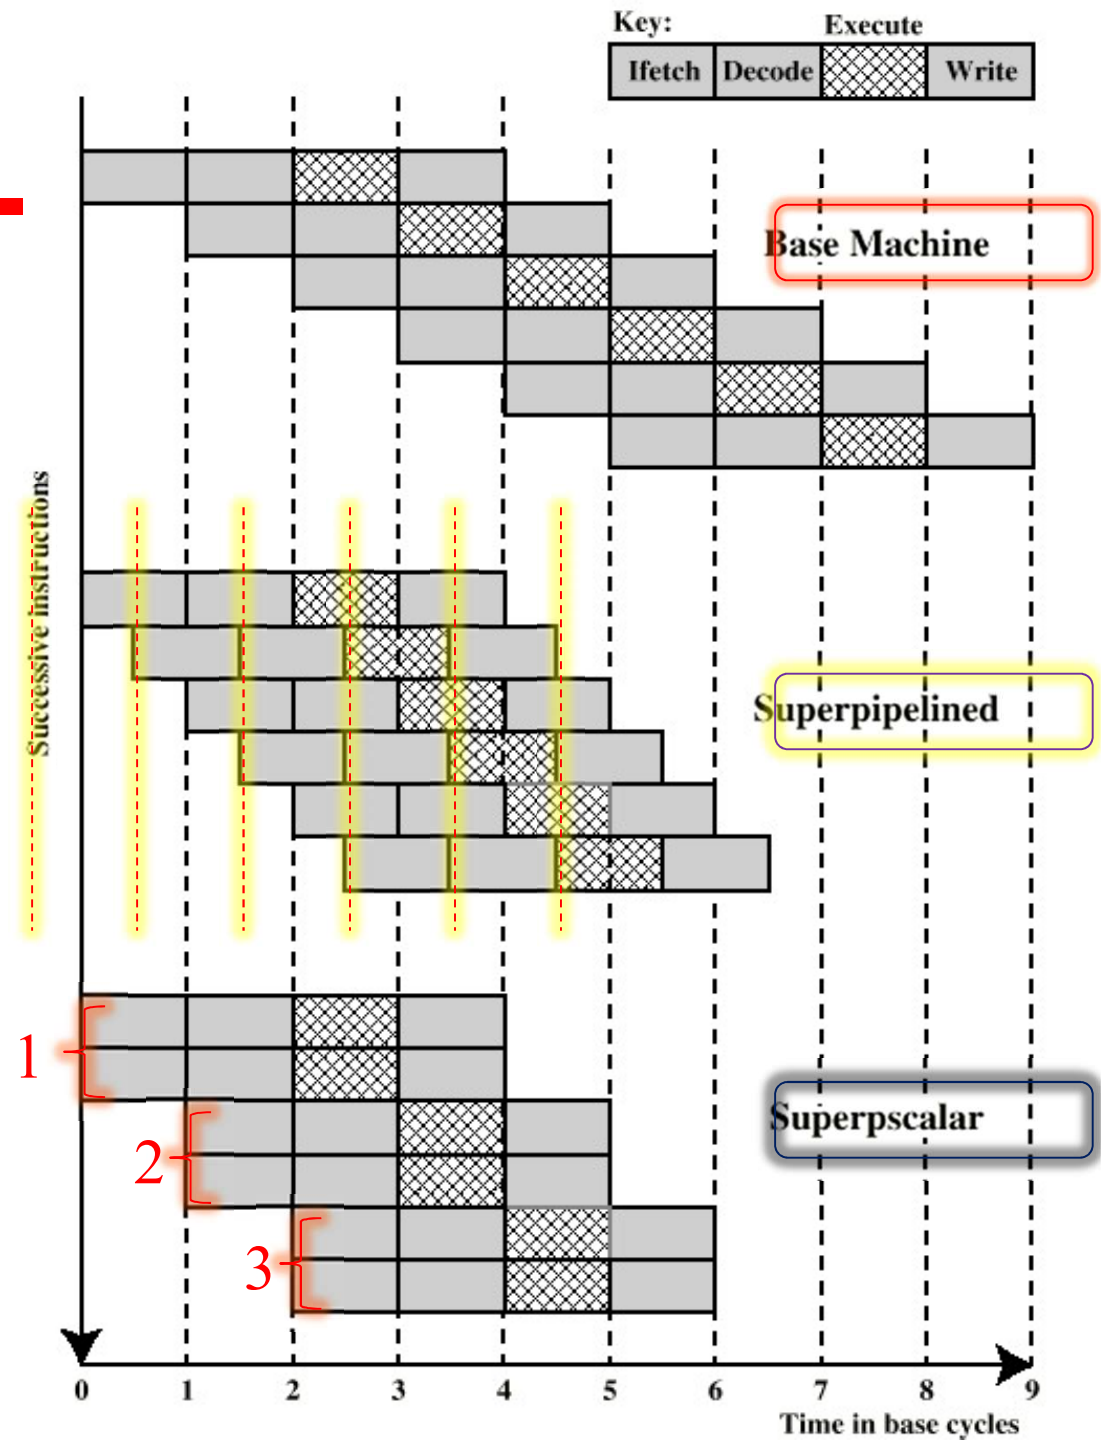 Key:
Execute
Ifetch Decode Write
Base Machine
Successive instructions
Superpipelined
1
Superpscalar
2
3
0 1 2 3 4 5 6 7 8 9
Time in base cycles